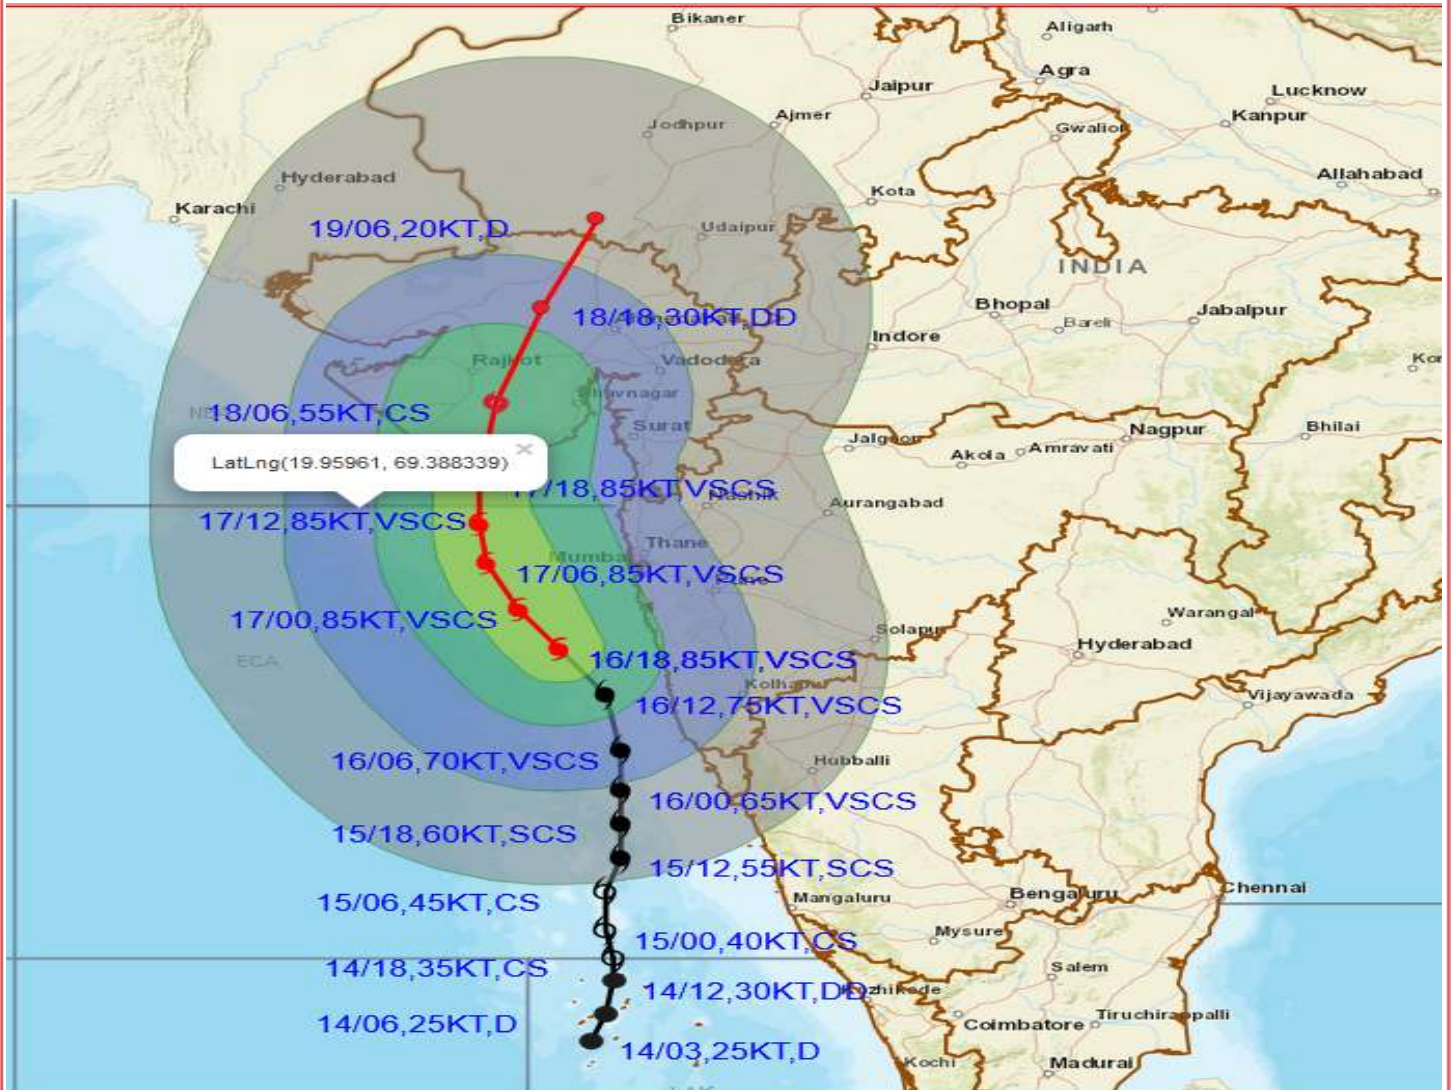 Bikaner
Aligarh
Agra
Jaipur
Lucknow
Ajmer
Kanpur
Jodhpur
Gwalior
Hyderabad
Allahabad
Kota
Karachi
19/06,20KT,D
Udaipur
INDIA
Bhopal
Jabalpur
18/18,30KT,DD
Bareli
Indore
Rajkot
Vadodara
18/06,55KT,CS
Surat
Jalgaon
Nagpur
Bhilai
Akola
Amravati
LatLng(19.95961, 69.388339)
17/18,85KT,VSCS
Nashik
Aurangabad
17/12,85KT,VSCS
Thane
Mumbai
17/06,85KT,VSCS
17/00,85KT,VSCS
Warangal
Solapur
Hyderabad
ECA
16/18,85KT,VSCS
Kolhapur
Vijayawada
16/12,75KT,VSCS
16/06,70KT,VSCS
Hubballi
16/00,65KT,VSCS
15/18,60KT,SCS
15/12,55KT,SCS
Bengaluru
Chennai
Mangaluru
15/06,45KT,CS
Mysure
15/00,40KT,CS
14/18,35KT,CS
Salem
14/12,30KT,DD
Kozhikode
14/06,25KT,D
Coimbatore
Tiruchirappalli
14/03,25KT,D
Kochi
Madurai